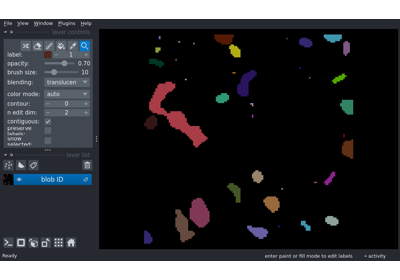 File View Window Plugins Help
layer controls
label: 1
opacity: 0.70
brush size: 10
blending: translucen
color mode: auto
contour: 0
n edit dim: 2
contiguous:
preserve labels:
show selected:
layer list
blob ID
Ready
enter paint or fill mode to edit labels
activity